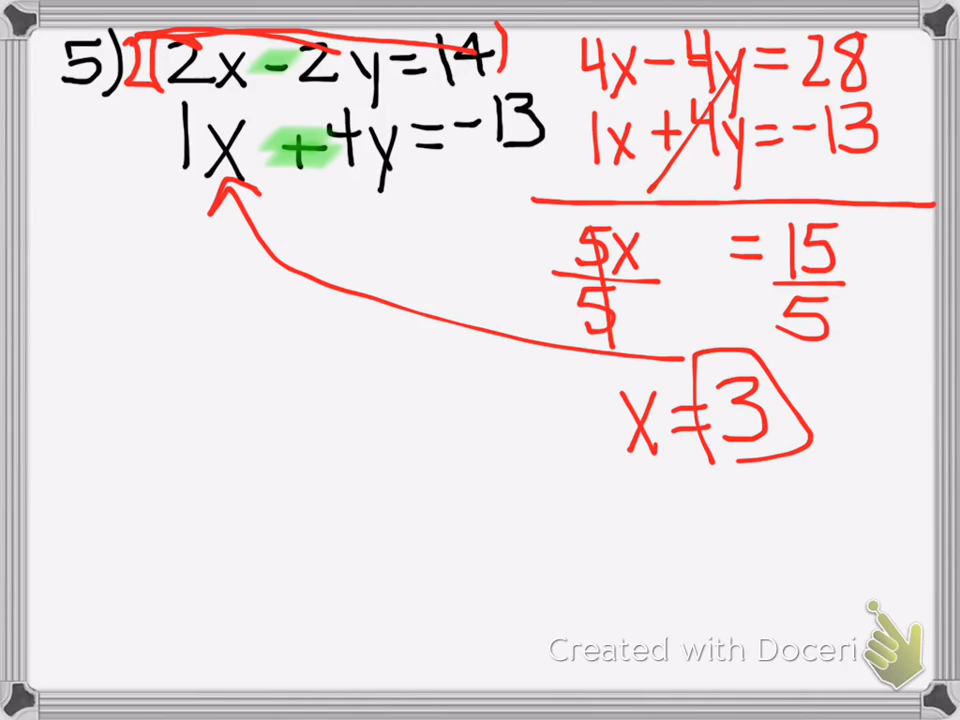 5) 2(2x - 2y = 14)
1x + 4y = -13
4x - 4y = 28
1x + 4y = -13
5x = 15
5 5
x = 3
Created with Doceri